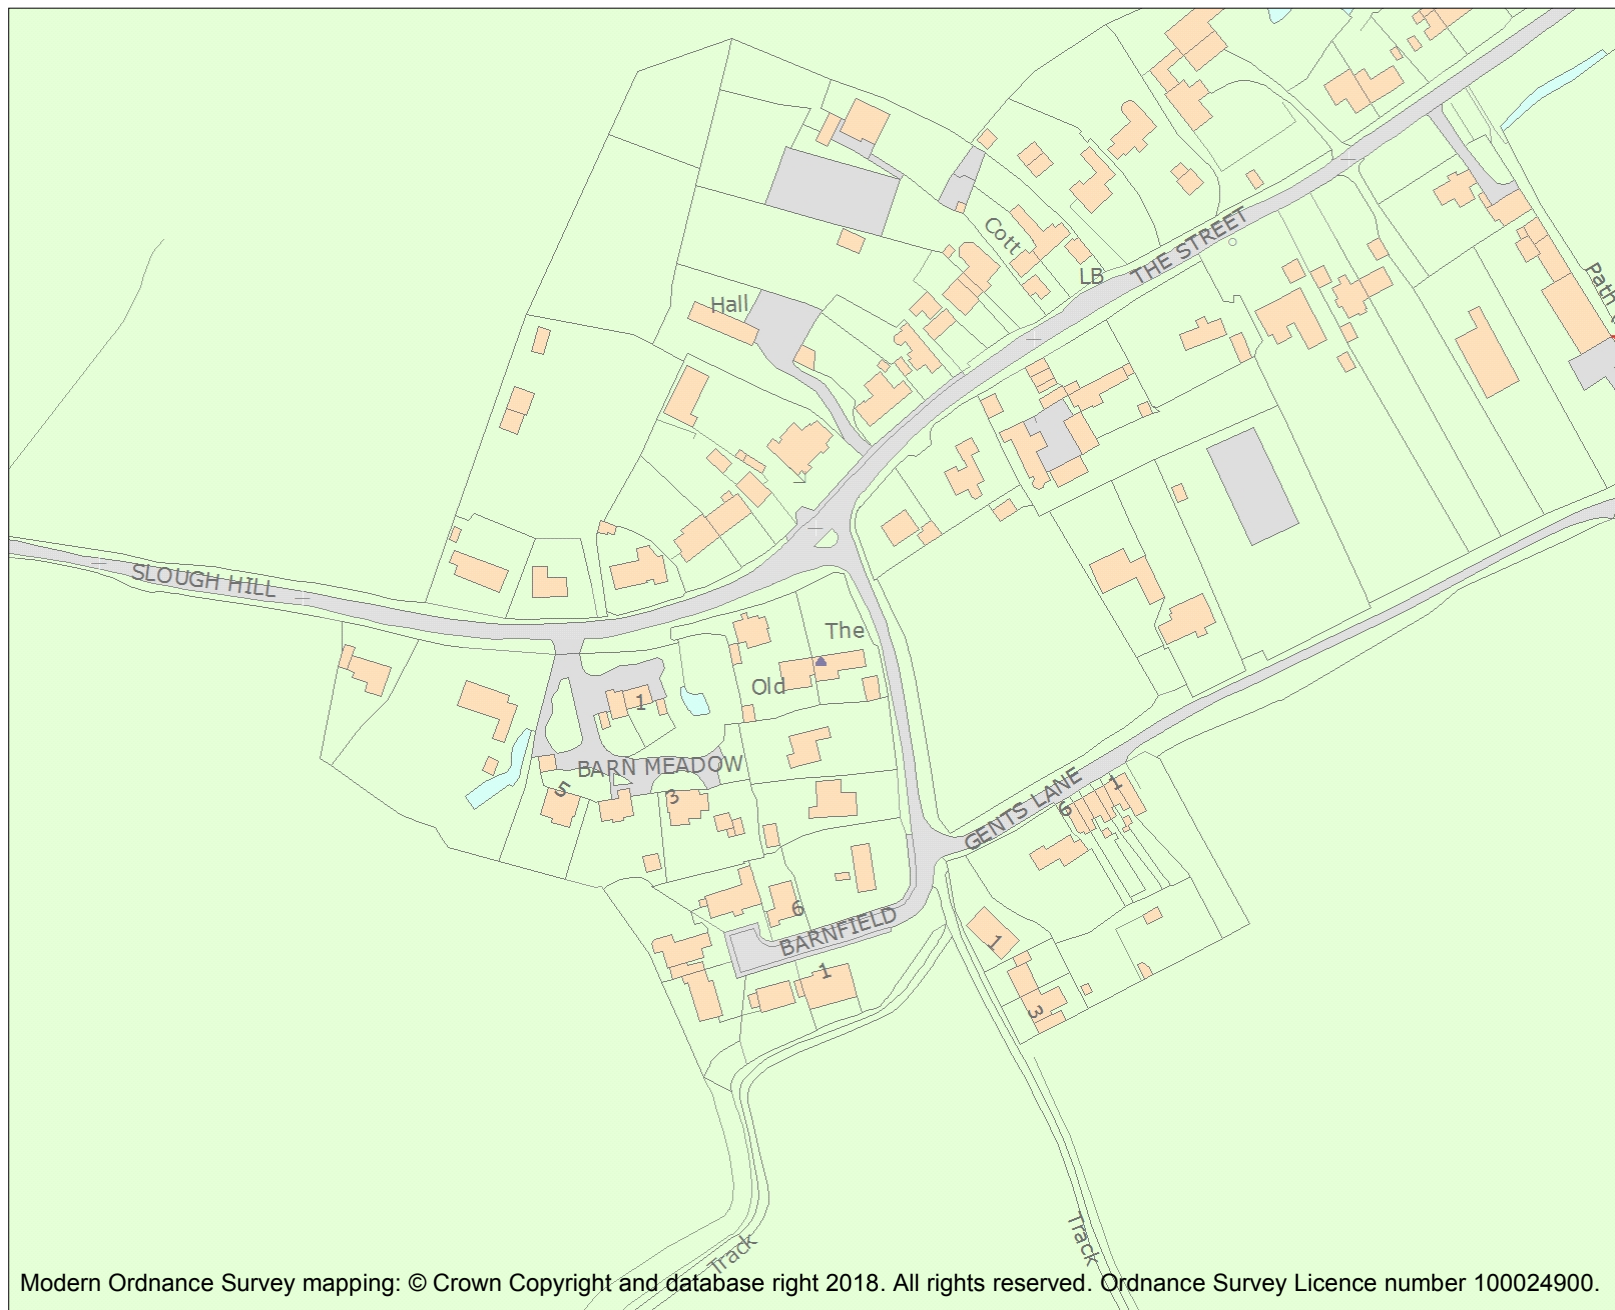 Cott
LB
THE STREET
Path
Hall
SLOUGH HILL
The
Old
1
BARN MEADOW
5
3
GENTS LANE
1
6
6
BARNFIELD
1
1
3
Track
Track
Modern Ordnance Survey mapping: © Crown Copyright and database right 2018. All rights reserved. Ordnance Survey Licence number 100024900.